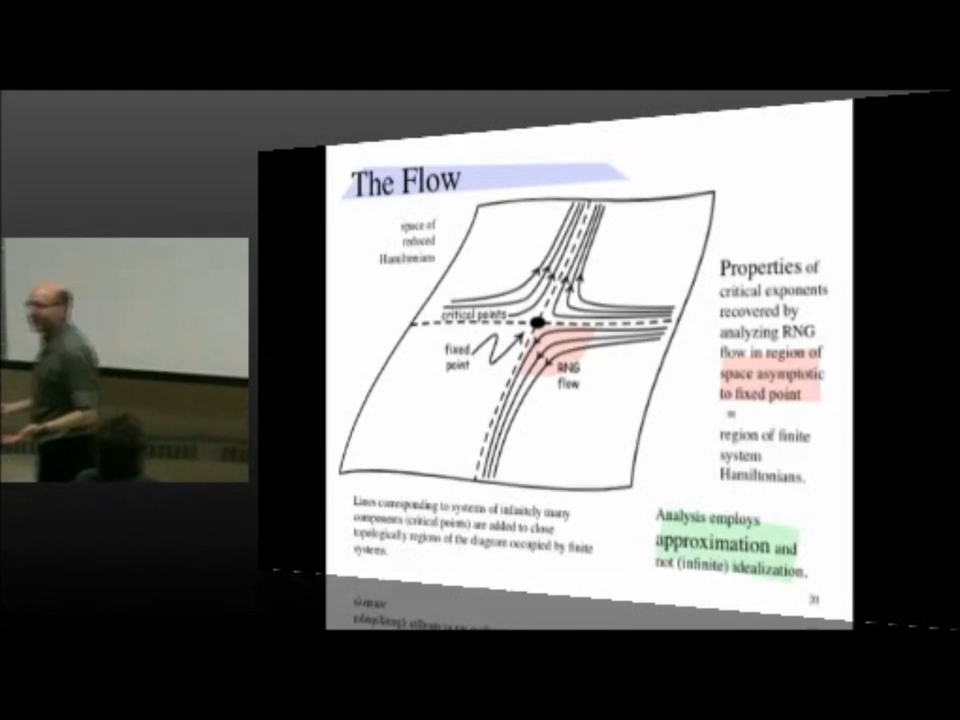 The Flow
space of
reduced
Hamiltonians
critical points
fixed
point
RNG
flow
Properties of
critical exponents
recovered by
analyzing RNG
flow in region of
space asymptotic
to fixed point
=
region of finite
system
Hamiltonians.
Lines corresponding to systems of infinitely many
components (critical points) are added to close
topologically regions of the diagram occupied by finite
systems.
Analysis employs
approximation and
not (infinite) idealization.